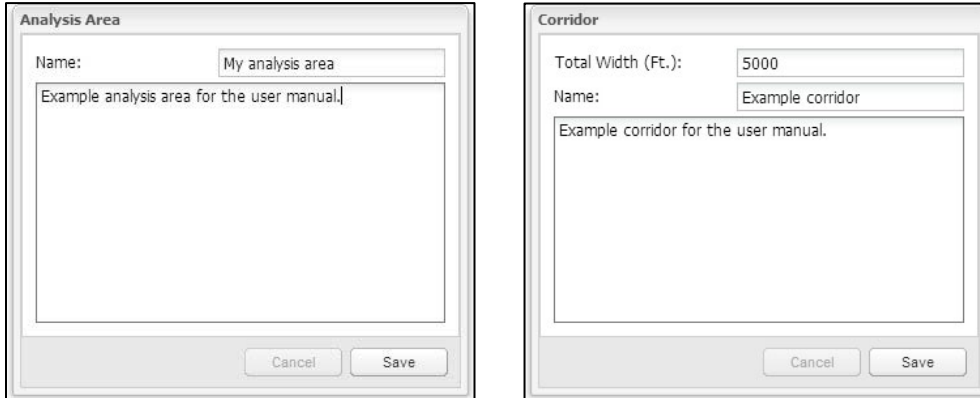 Analysis Area
Name: My analysis area
Example analysis area for the user manual.
Cancel Save
Corridor
Total Width (Ft.): 5000
Name: Example corridor
Example corridor for the user manual.
Cancel Save